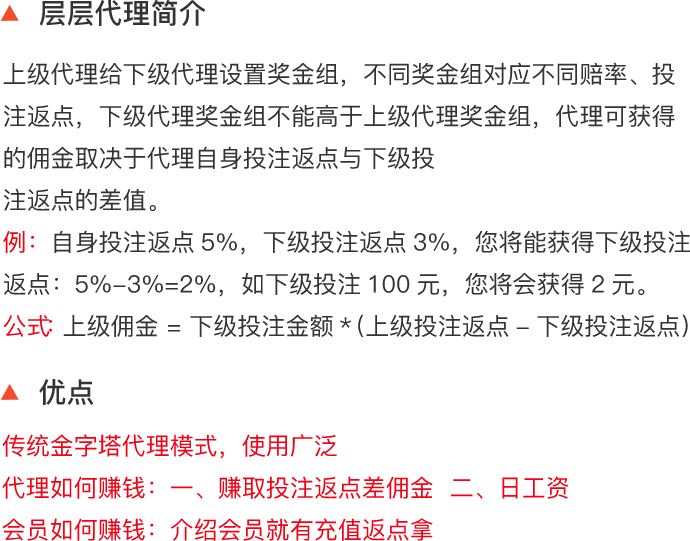 ▲ 层层代理简介
上级代理给下级代理设置奖金组，不同奖金组对应不同赔率、投
注返点，下级代理奖金组不能高于上级代理奖金组，代理可获得
的佣金取决于代理自身投注返点与下级投
注返点的差值。
例：自身投注返点 5%，下级投注返点 3%，您将能获得下级投注
返点：5%-3%=2%，如下级投注 100 元，您将会获得 2 元。
公式: 上级佣金 = 下级投注金额 *（上级投注返点 – 下级投注返点）
▲ 优点
传统金字塔代理模式，使用广泛
代理如何赚钱：一、赚取投注返点差佣金 二、日工资
会员如何赚钱：介绍会员就有充值返点拿